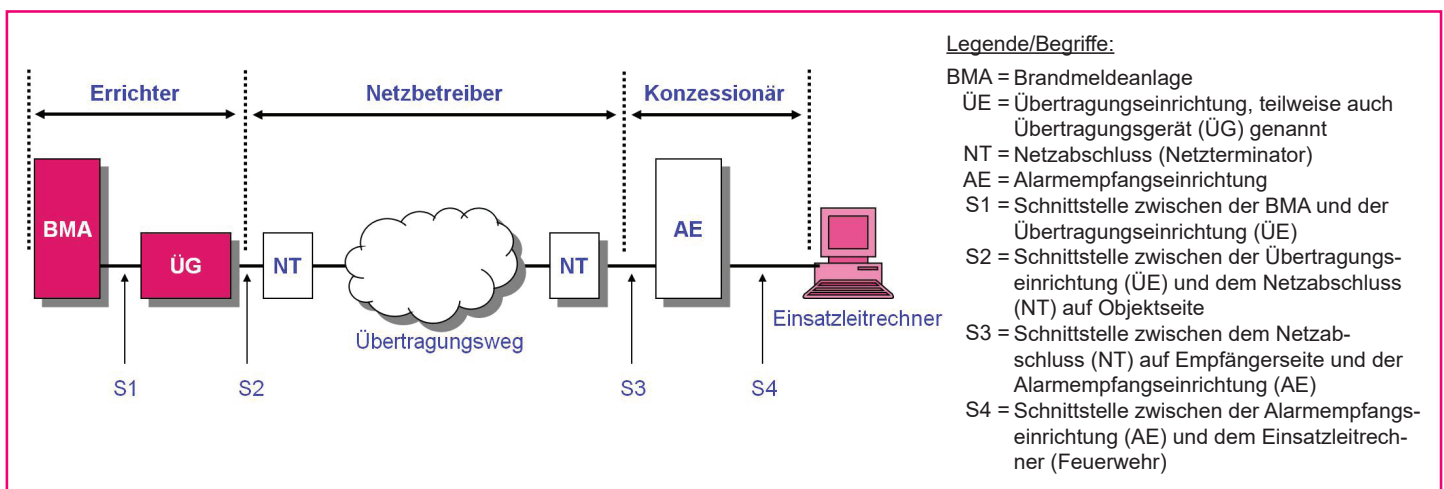 Errichter
Netzbetreiber
Konzessionär
BMA
ÜG
NT
Übertragungsweg
NT
AE
Einsatzleitrechner
S1
S2
S3
S4
Legende/Begriffe:
BMA = Brandmeldeanlage
ÜE = Übertragungseinrichtung, teilweise auch
Übertragungsgerät (ÜG) genannt
NT = Netzabschluss (Netzterminator)
AE = Alarmempfangseinrichtung
S1 = Schnittstelle zwischen der BMA und der
Übertragungseinrichtung (ÜE)
S2 = Schnittstelle zwischen der Übertragungs-
einrichtung (ÜE) und dem Netzabschluss
(NT) auf Objektseite
S3 = Schnittstelle zwischen dem Netzab-
schluss (NT) auf Empfängerseite und der
Alarmempfangseinrichtung (AE)
S4 = Schnittstelle zwischen der Alarmempfangs-
einrichtung (AE) und dem Einsatzleitrech-
ner (Feuerwehr)